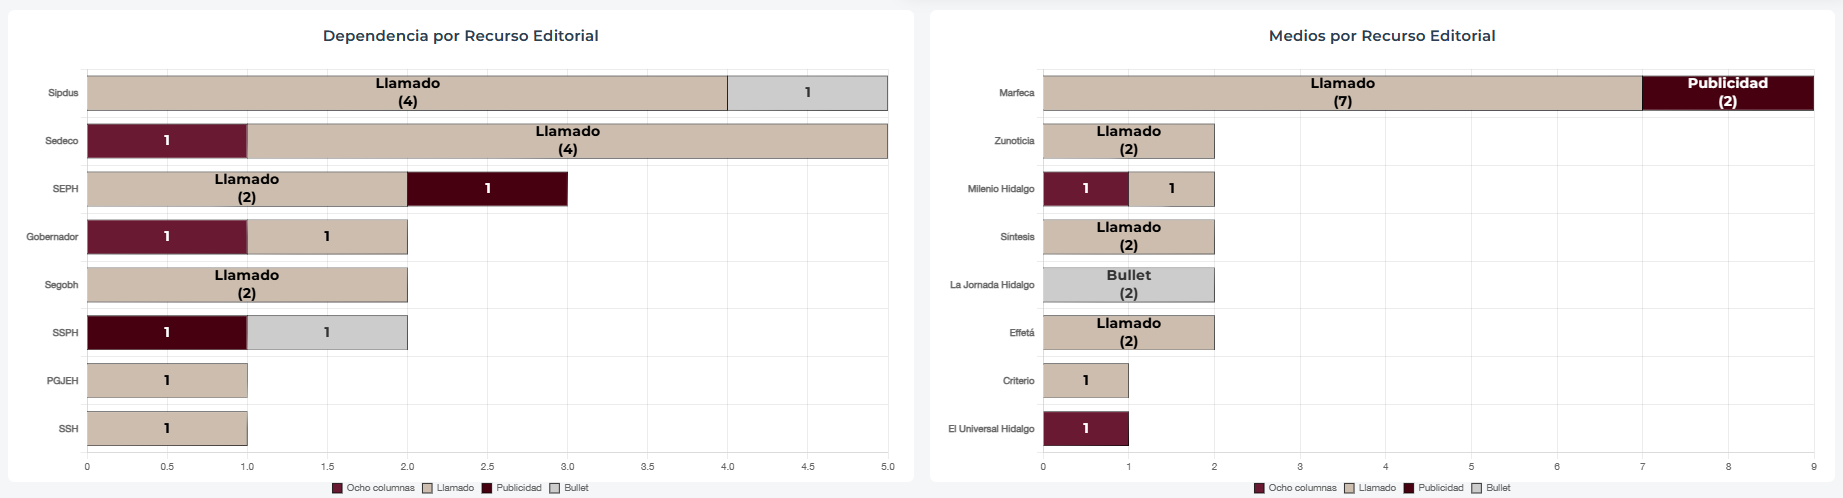 Dependencia por Recurso Editorial
Sipdus
Llamado
(4)
1
Sedeco
1
Llamado
(4)
SEPH
Llamado
(2)
1
Gobernador
1
1
Segobh
Llamado
(2)
SSPH
1
1
PGJEH
1
SSH
1
0 0.5 1.0 1.5 2.0 2.5 3.0 3.5 4.0 4.5 5.0
Ocho columnas Llamado Publicidad Bullet
Medios por Recurso Editorial
Marfeca
Llamado
(7)
Publicidad
(2)
Zunoticia
Llamado
(2)
Milenio Hidalgo
1
1
Síntesis
Llamado
(2)
La Jornada Hidalgo
Bullet
(2)
Effetá
Llamado
(2)
Criterio
1
El Universal Hidalgo
1
0 1 2 3 4 5 6 7 8 9
Ocho columnas Llamado Publicidad Bullet